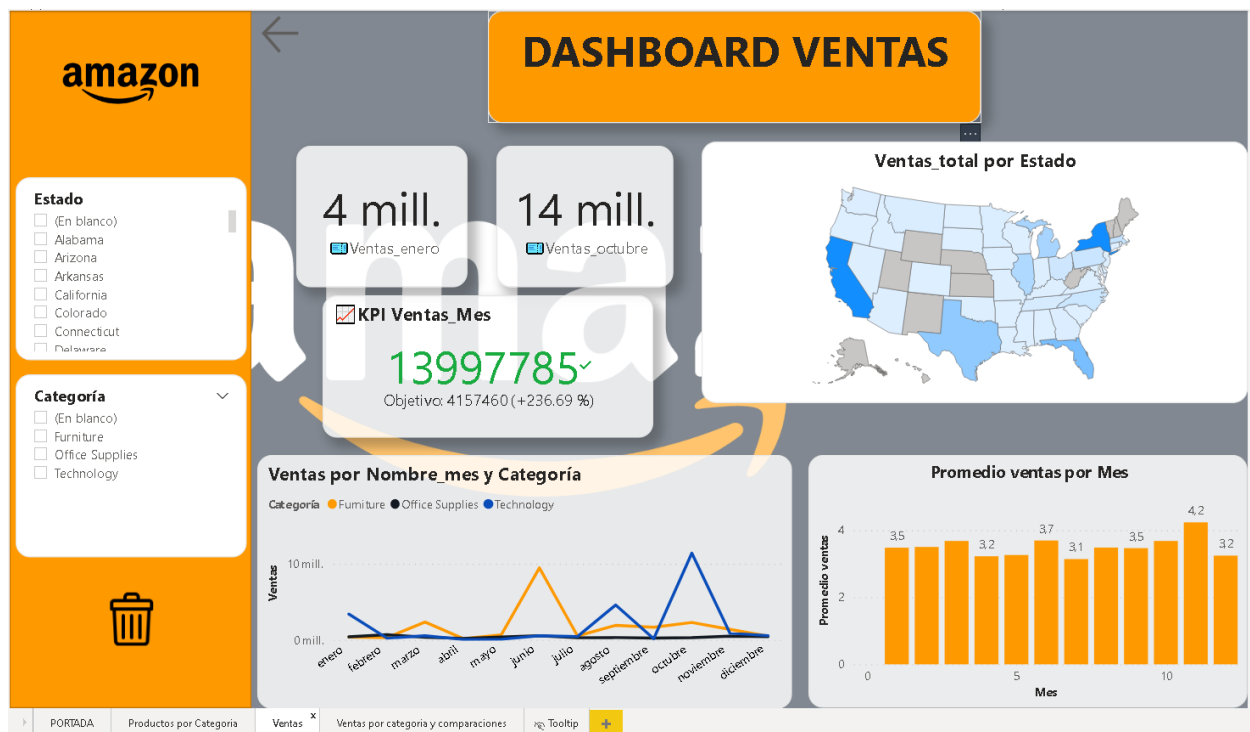 amazon
DASHBOARD VENTAS
Estado
(En blanco)
Alabama
Arizona
Arkansas
California
Colorado
Connecticut
Delaware
Categoría
(En blanco)
Furniture
Office Supplies
Technology
4 mill.
Ventas_enero
14 mill.
Ventas_octubre
KPI Ventas_Mes
13997785
Objetivo: 4157460 (+236.69 %)
Ventas_total por Estado
Ventas por Nombre_mes y Categoría
Categoría Furniture Office Supplies Technology
Ventas
10 mill.
0 mill.
enero febrero marzo abril mayo junio julio agosto septiembre octubre noviembre diciembre
Promedio ventas por Mes
Promedio ventas
4
2
0
3,5 3,2 3,7 3,1 3,5 4,2 3,2
0 5 10
Mes
PORTADA Productos por Categoria Ventas x Ventas por categoria y comparaciones Tooltip +